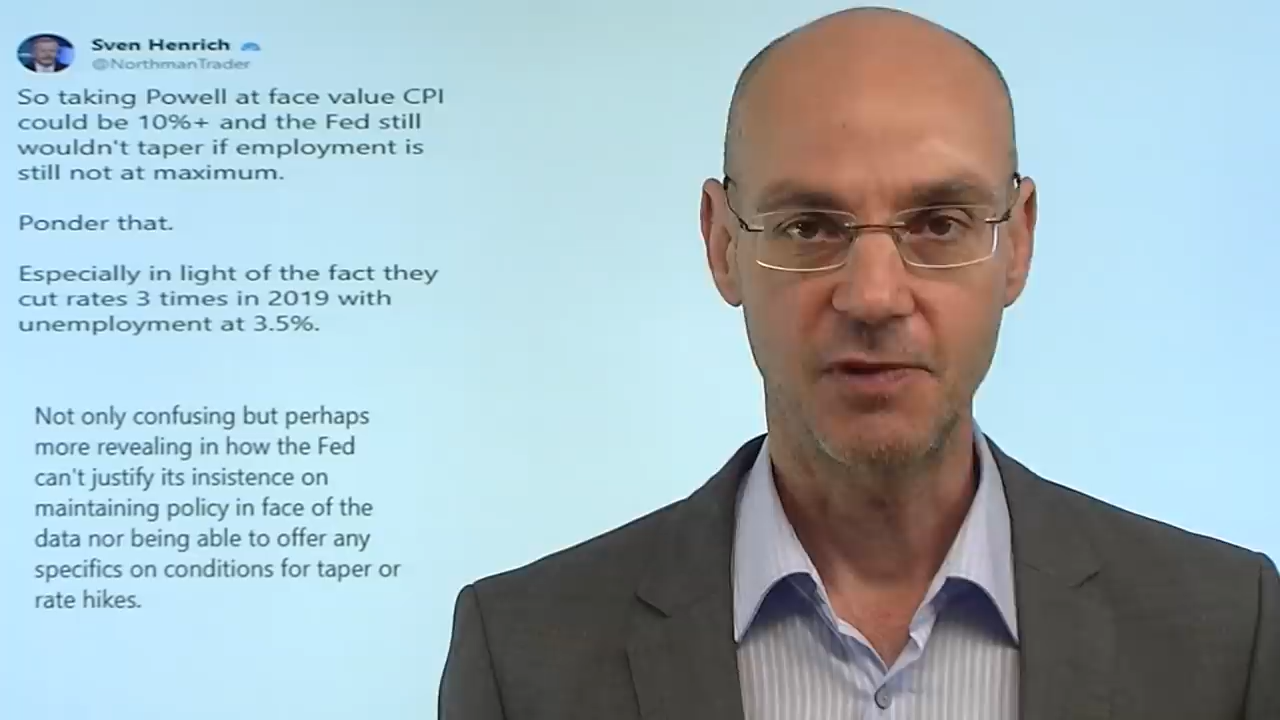 Sven Henrich
@NorthmanTrader
So taking Powell at face value CPI
could be 10%+ and the Fed still
wouldn't taper if employment is
still not at maximum.
Ponder that.
Especially in light of the fact they
cut rates 3 times in 2019 with
unemployment at 3.5%.
Not only confusing but perhaps
more revealing in how the Fed
can't justify its insistence on
maintaining policy in face of the
data nor being able to offer any
specifics on conditions for taper or
rate hikes.